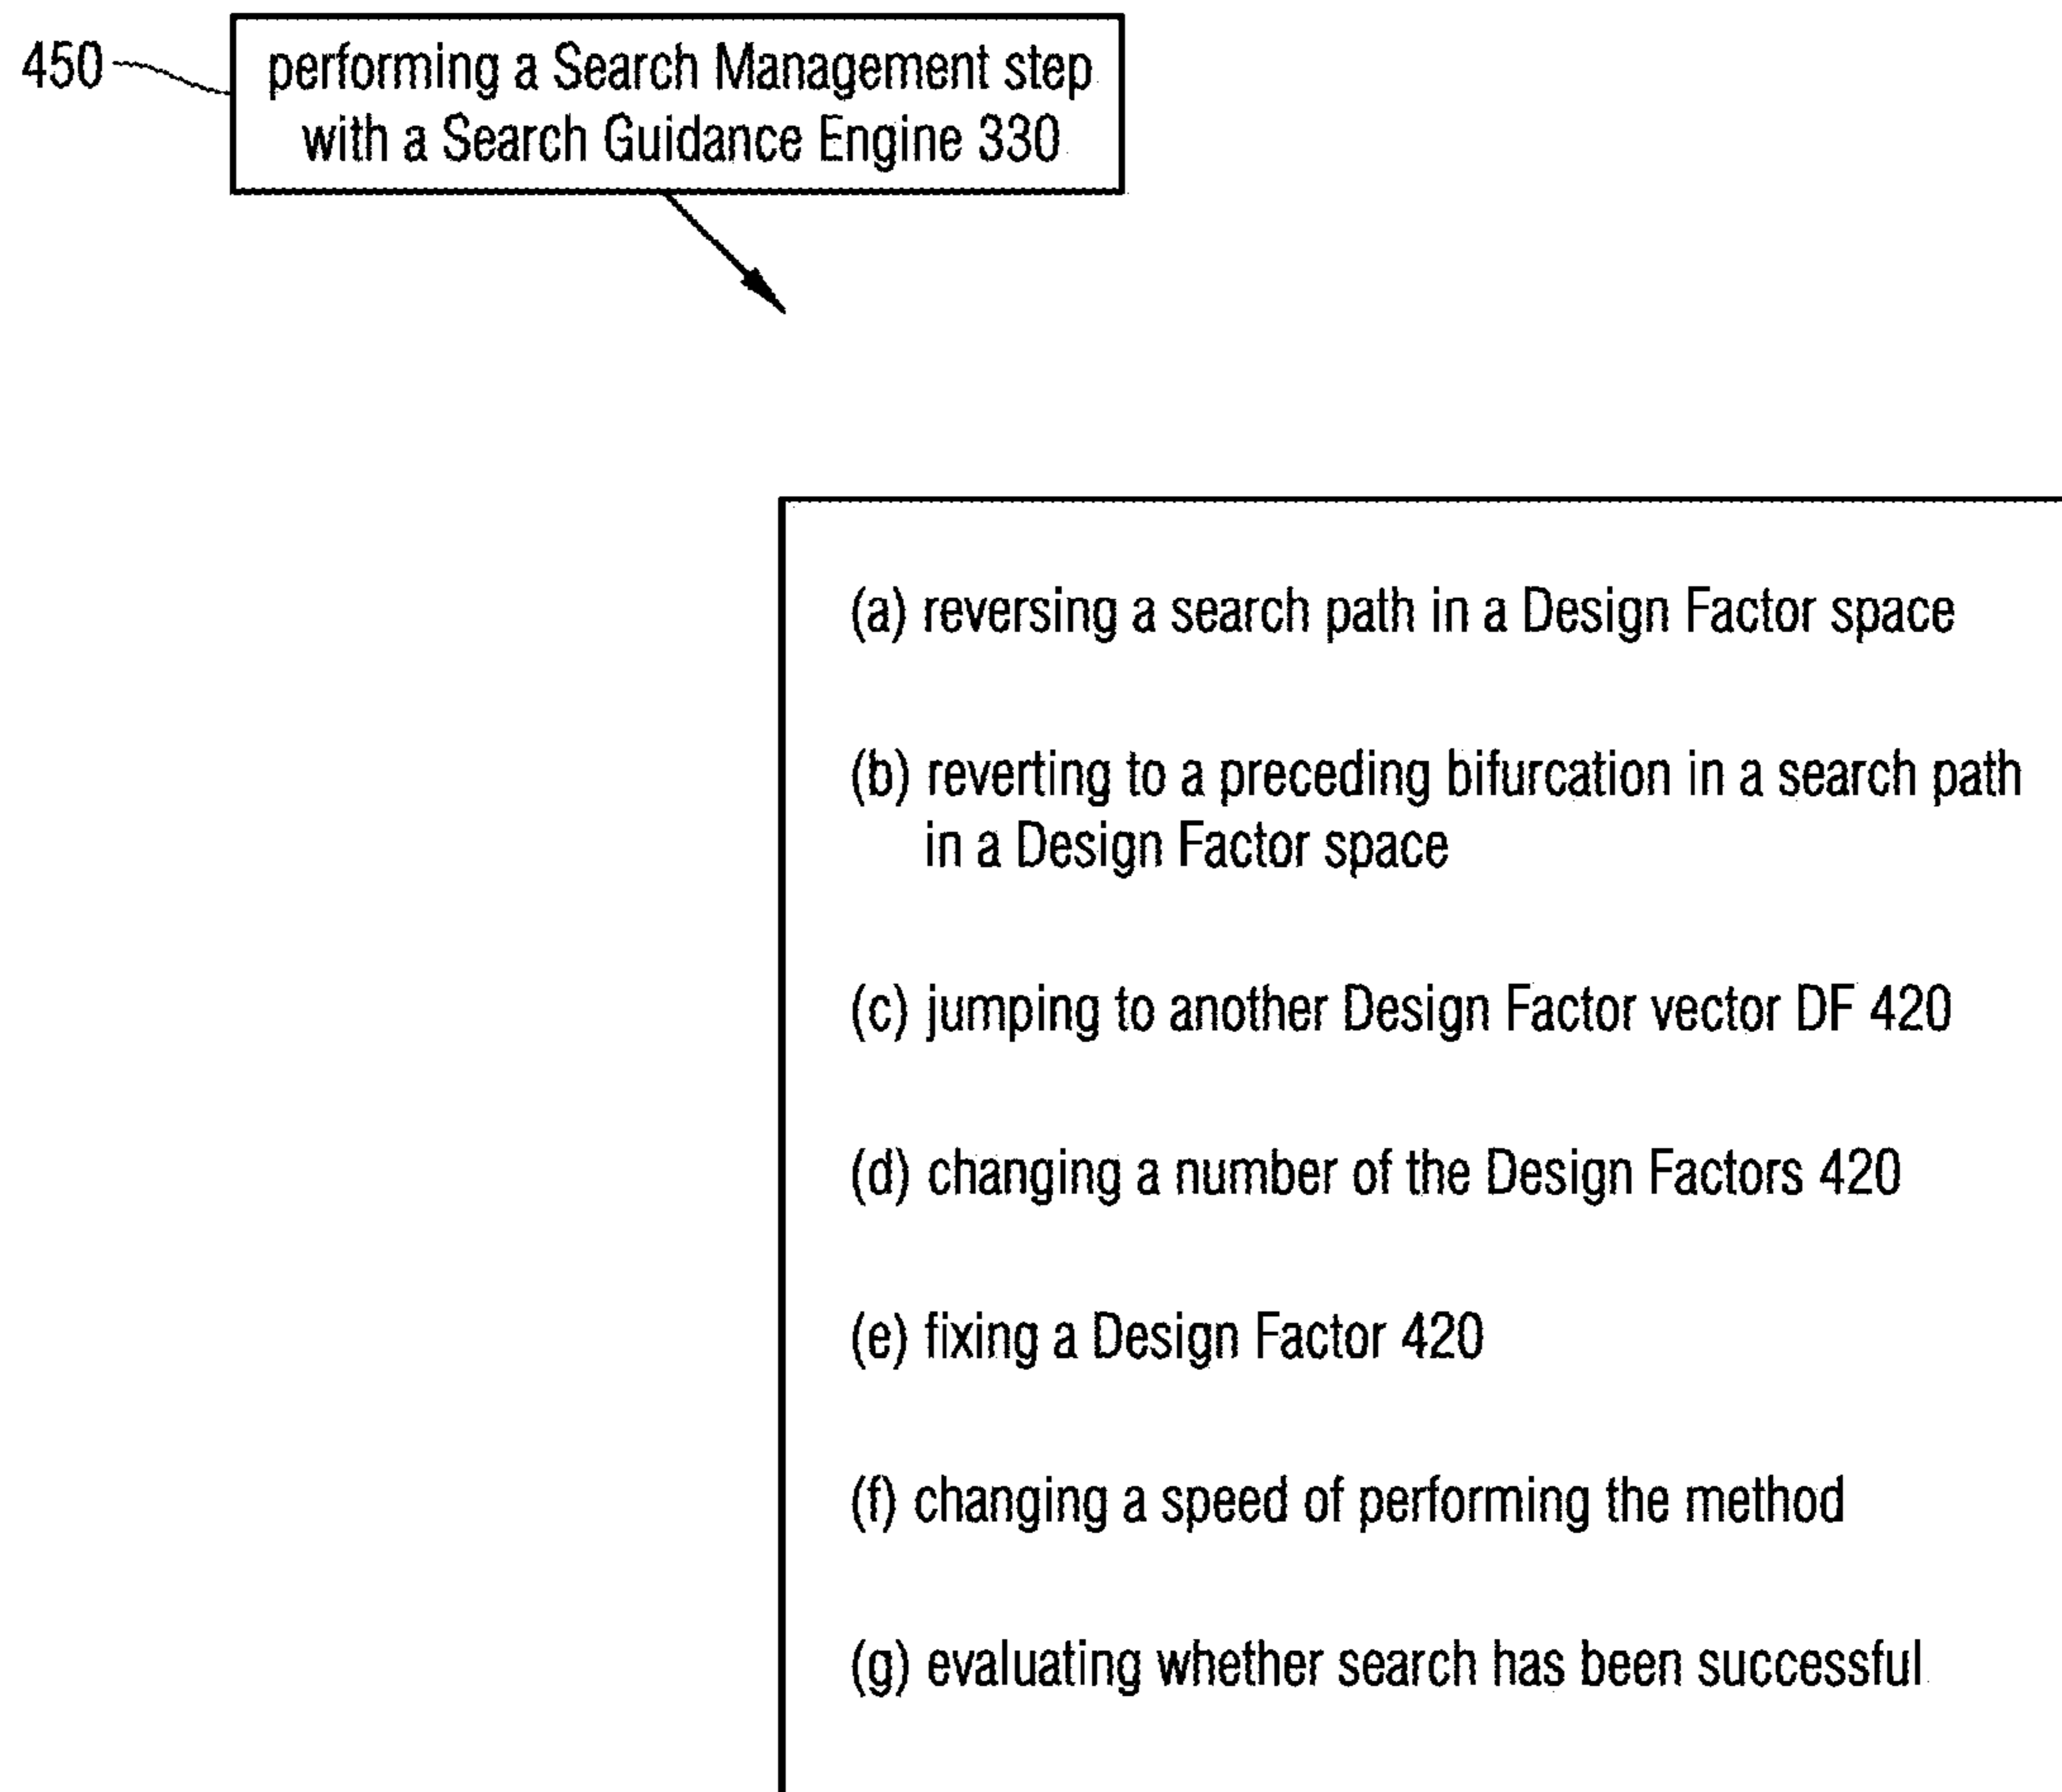 450
performing a Search Management step
with a Search Guidance Engine 330
(a) reversing a search path in a Design Factor space
(b) reverting to a preceding bifurcation in a search path
in a Design Factor space
(c) jumping to another Design Factor vector DF 420
(d) changing a number of the Design Factors 420
(e) fixing a Design Factor 420
(f) changing a speed of performing the method
(g) evaluating whether search has been successful